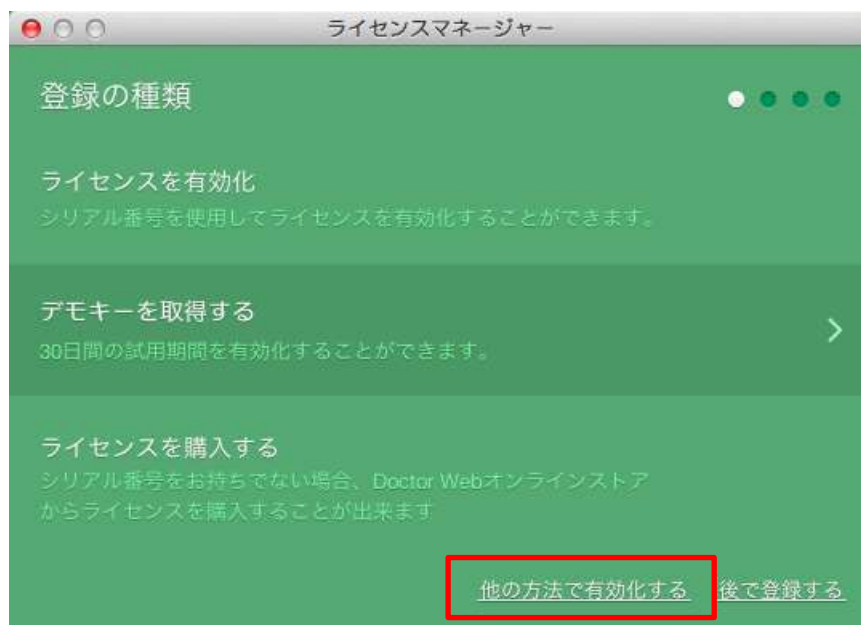 ライセンスマネージャー
登録の種類
ライセンスを有効化
シリアル番号を使用してライセンスを有効化することができます。
デモキーを取得する
30日間の試用期間を有効化することができます。
ライセンスを購入する
シリアル番号をお持ちでない場合、Doctor Webオンラインストア
からライセンスを購入することが出来ます
他の方法で有効化する 後で登録する